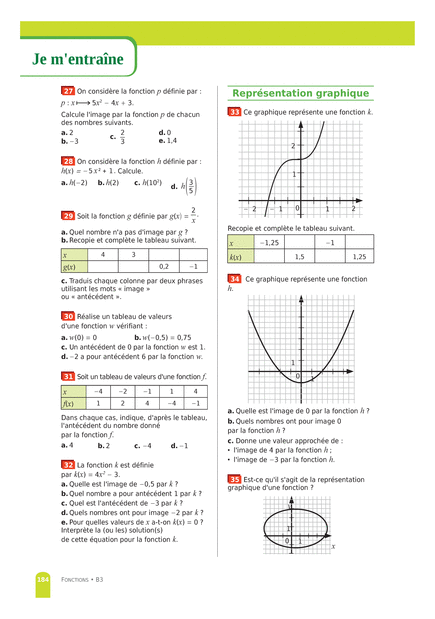 Je m'entraîne
27 On considère la fonction p définie par :
p : x ⟼ 5x² − 4x + 3.
Calcule l'image par la fonction p de chacun
des nombres suivants.
a. 2 c. 2/3 d. 0
b. −3 e. 1,4
28 On considère la fonction h définie par :
h(x) = − 5 x² + 1. Calcule.
a. h(−2) b. h(2) c. h(10²) d. h(3/5)
29 Soit la fonction g définie par g(x) = 2/x.
a. Quel nombre n'a pas d'image par g ?
b. Recopie et complète le tableau suivant.
x 4 3
g(x) 0,2 −1
c. Traduis chaque colonne par deux phrases
utilisant les mots « image »
ou « antécédent ».
30 Réalise un tableau de valeurs
d'une fonction w vérifiant :
a. w(0) = 0 b. w(−0,5) = 0,75
c. Un antécédent de 0 par la fonction w est 1.
d. −2 a pour antécédent 6 par la fonction w.
31 Soit un tableau de valeurs d'une fonction f.
x −4 −2 −1 1 4
f(x) 1 2 4 −4 −1
Dans chaque cas, indique, d'après le tableau,
l'antécédent du nombre donné
par la fonction f.
a. 4 b. 2 c. −4 d. −1
32 La fonction k est définie
par k(x) = 4x² − 3.
a. Quelle est l'image de −0,5 par k ?
b. Quel nombre a pour antécédent 1 par k ?
c. Quel est l'antécédent de −3 par k ?
d. Quels nombres ont pour image −2 par k ?
e. Pour quelles valeurs de x a-t-on k(x) = 0 ?
Interprète la (ou les) solution(s)
de cette équation pour la fonction k.
Représentation graphique
33 Ce graphique représente une fonction k.
3
2
1
− 2 − 1 0 1 2
Recopie et complète le tableau suivant.
x −1,25 −1
k(x) 1,5 1,25
34 Ce graphique représente une fonction
h.
1
0 1
a. Quelle est l'image de 0 par la fonction h ?
b. Quels nombres ont pour image 0
par la fonction h ?
c. Donne une valeur approchée de :
• l'image de 4 par la fonction h ;
• l'image de −3 par la fonction h.
35 Est-ce qu'il s'agit de la représentation
graphique d'une fonction ?
y
1
0 1
x
184 FONCTIONS • B3